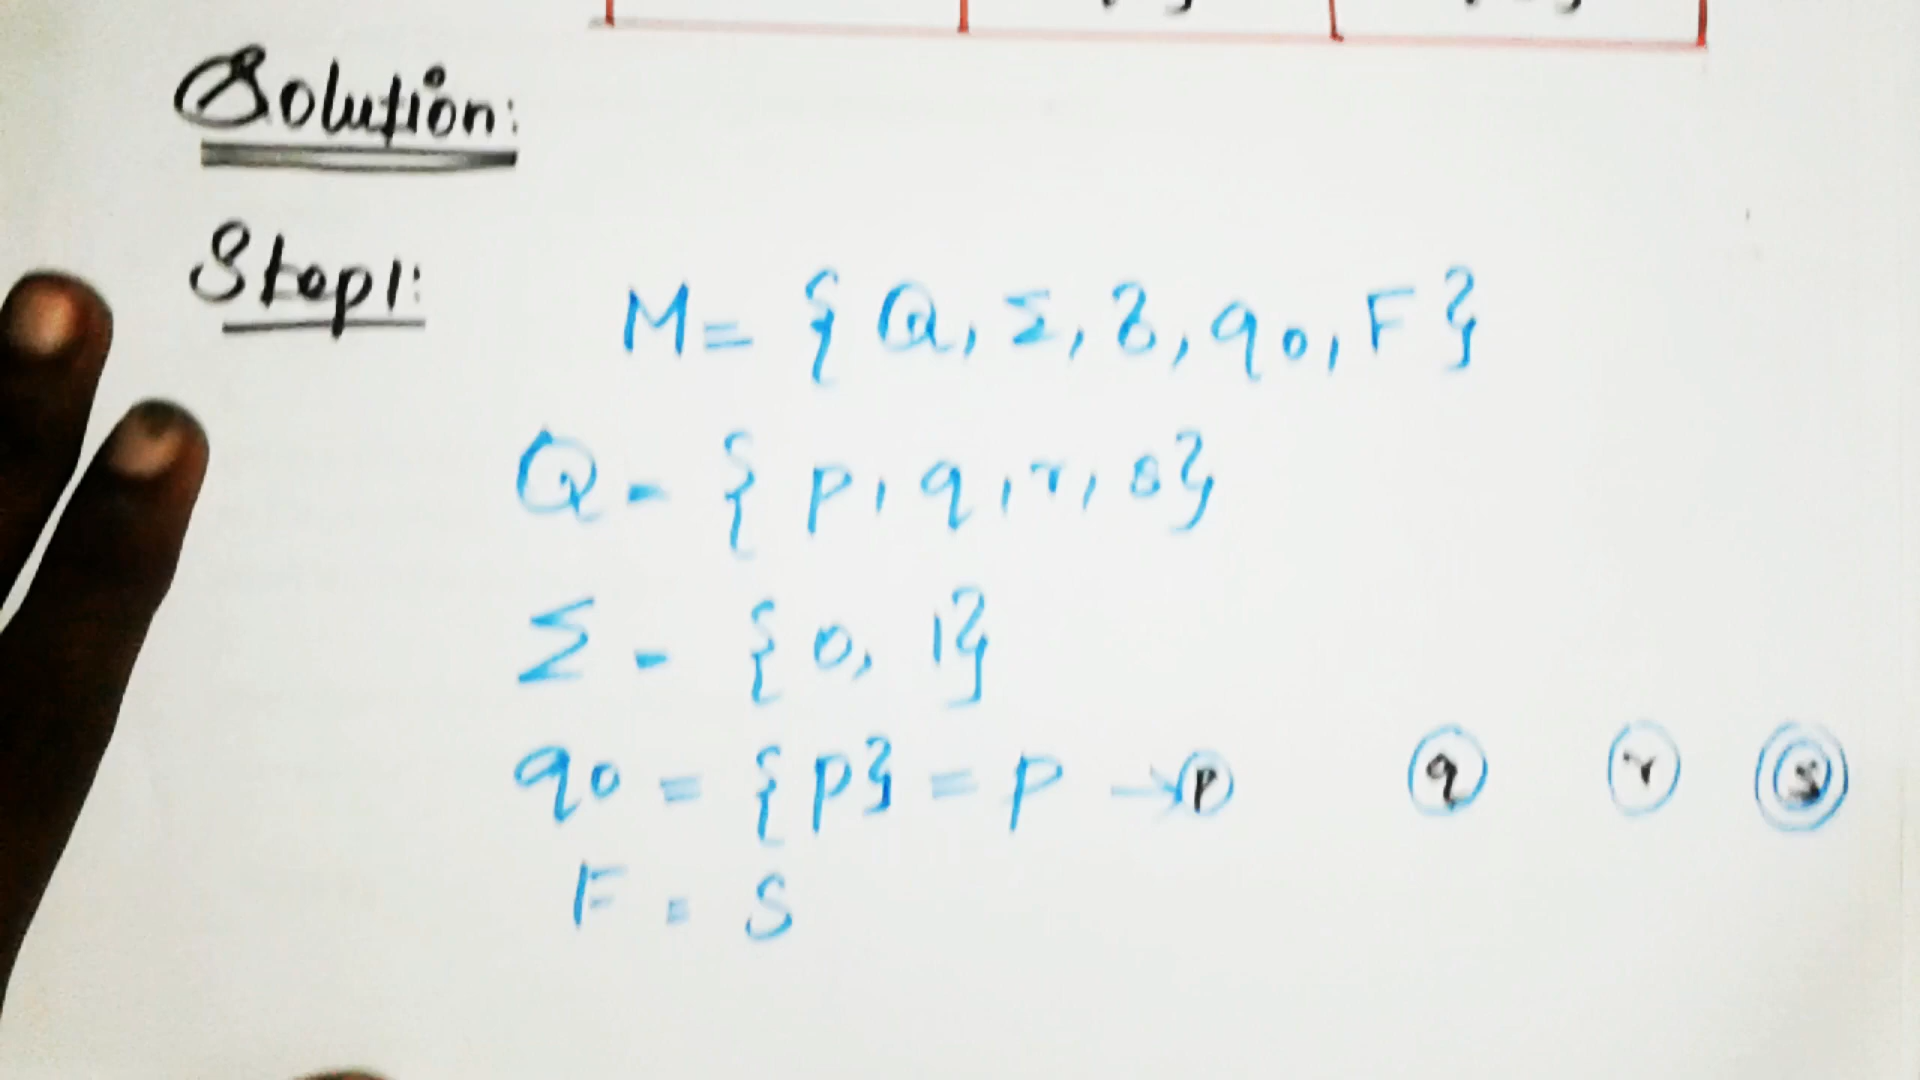 Solution:
Step1:
M = { Q, Σ, δ, q0, F }
Q = { p, q, r, s }
Σ = { 0, 1 }
q0 = { p } = p → p q r s
F = S